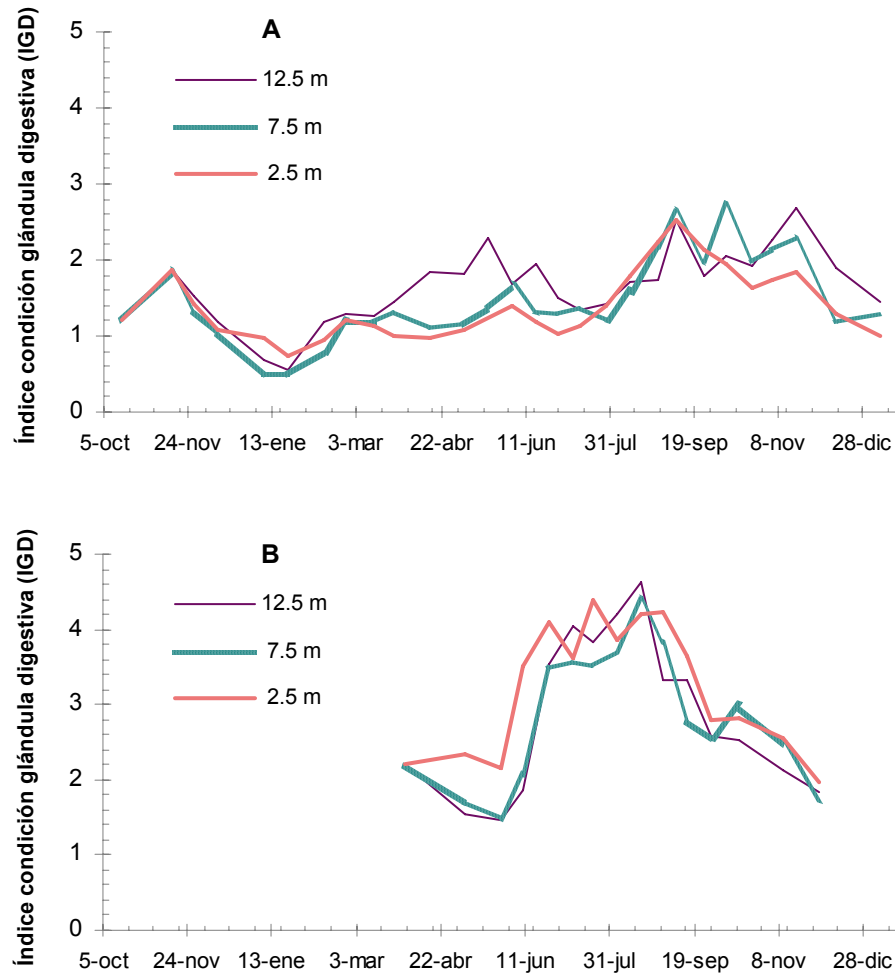 Índice condición glándula digestiva (IGD)
A
12.5 m
7.5 m
2.5 m
5
4
3
2
1
0
5-oct 24-nov 13-ene 3-mar 22-abr 11-jun 31-jul 19-sep 8-nov 28-dic
Índice condición glándula digestiva (IGD)
B
12.5 m
7.5 m
2.5 m
5
4
3
2
1
0
5-oct 24-nov 13-ene 3-mar 22-abr 11-jun 31-jul 19-sep 8-nov 28-dic